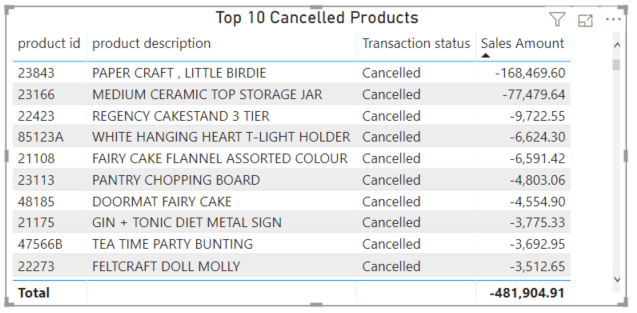 Top 10 Cancelled Products
product id product description Transaction status Sales Amount
23843 PAPER CRAFT , LITTLE BIRDIE Cancelled -168,469.60
23166 MEDIUM CERAMIC TOP STORAGE JAR Cancelled -77,479.64
22423 REGENCY CAKESTAND 3 TIER Cancelled -9,722.55
85123A WHITE HANGING HEART T-LIGHT HOLDER Cancelled -6,624.30
21108 FAIRY CAKE FLANNEL ASSORTED COLOUR Cancelled -6,591.42
23113 PANTRY CHOPPING BOARD Cancelled -4,803.06
48185 DOORMAT FAIRY CAKE Cancelled -4,554.90
21175 GIN + TONIC DIET METAL SIGN Cancelled -3,775.33
47566B TEA TIME PARTY BUNTING Cancelled -3,692.95
22273 FELTCRAFT DOLL MOLLY Cancelled -3,512.65
Total -481,904.91